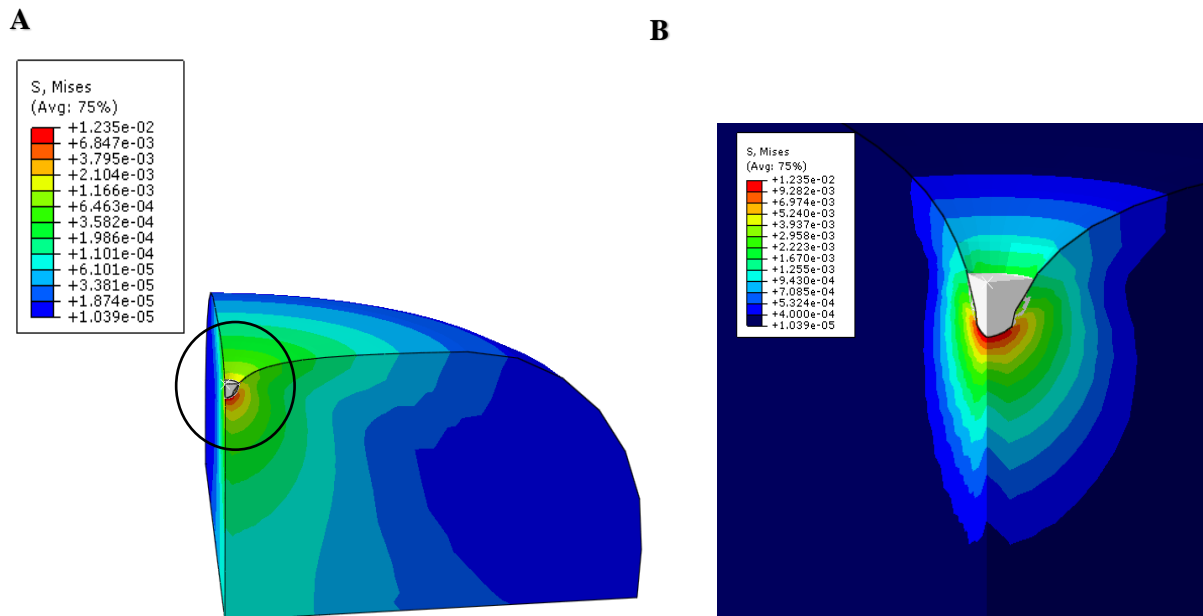 A
S, Mises
(Avg: 75%)
+1.235e-02
+6.847e-03
+3.795e-03
+2.104e-03
+1.166e-03
+6.463e-04
+3.582e-04
+1.986e-04
+1.101e-04
+6.101e-05
+3.381e-05
+1.874e-05
+1.039e-05
B
S, Mises
(Avg: 75%)
+1.235e-02
+9.282e-03
+6.974e-03
+5.240e-03
+3.937e-03
+2.958e-03
+2.223e-03
+1.670e-03
+1.255e-03
+9.430e-04
+7.085e-04
+5.324e-04
+4.000e-04
+1.039e-05